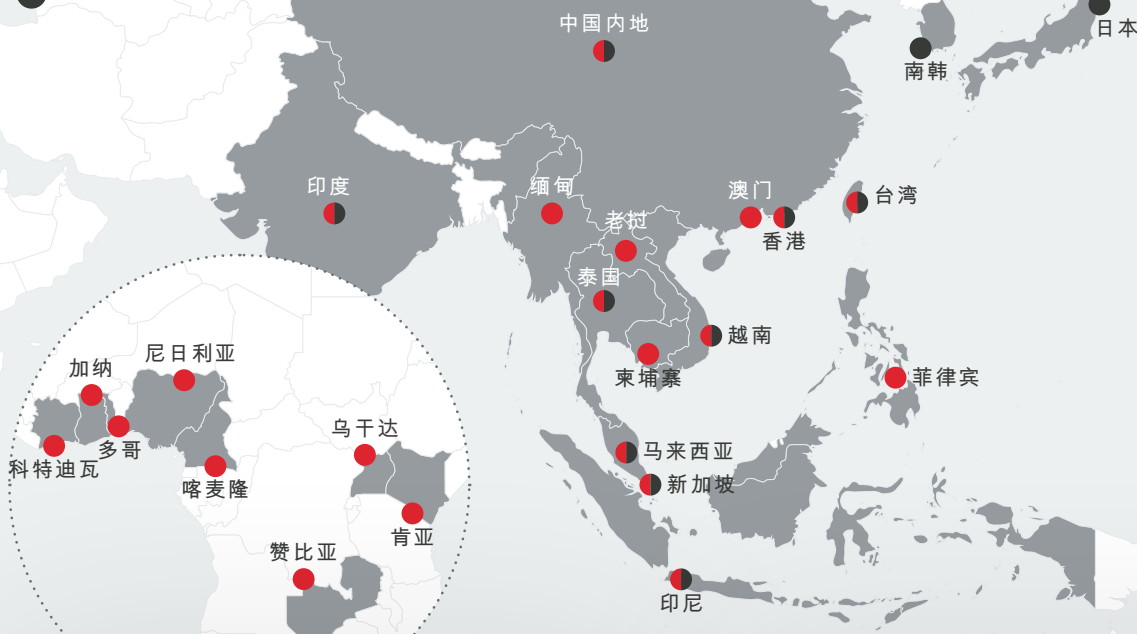 中国内地
日本
南韩
印度
缅甸
澳门
台湾
老挝
香港
泰国
越南
尼日利亚
加纳
柬埔寨
菲律宾
乌干达
多哥
马来西亚
科特迪瓦
新加坡
喀麦隆
肯亚
赞比亚
印尼